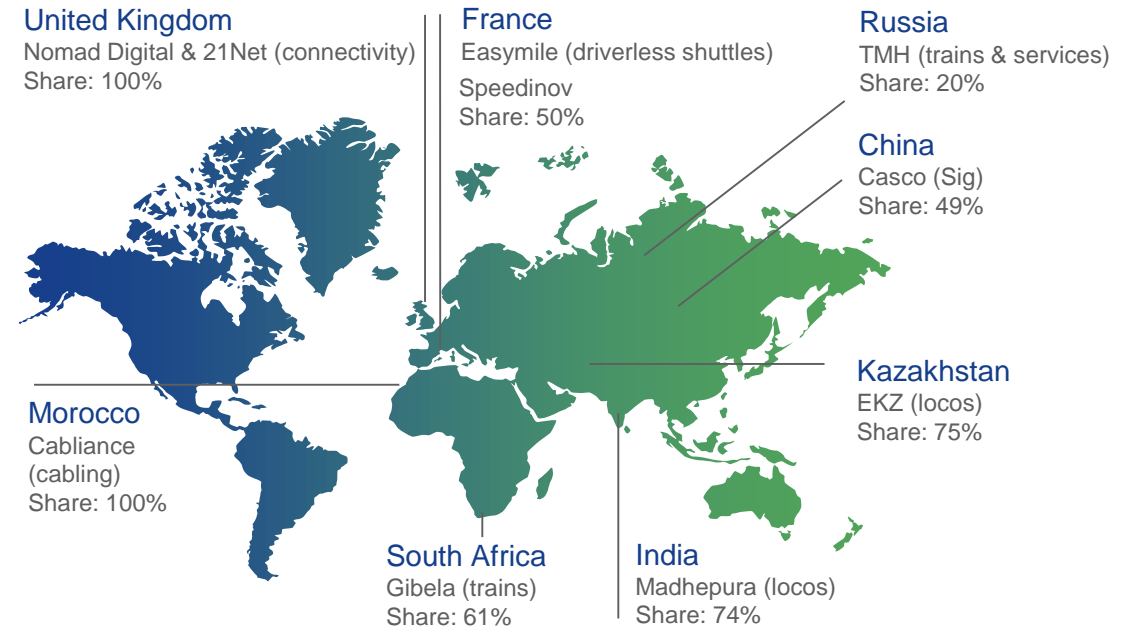 United Kingdom
Nomad Digital & 21Net (connectivity)
Share: 100%
France
Easymile (driverless shuttles)
Speedinov
Share: 50%
Russia
TMH (trains & services)
Share: 20%
China
Casco (Sig)
Share: 49%
Kazakhstan
EKZ (locos)
Share: 75%
Morocco
Cabliance
(cabling)
Share: 100%
South Africa
Gibela (trains)
Share: 61%
India
Madhepura (locos)
Share: 74%